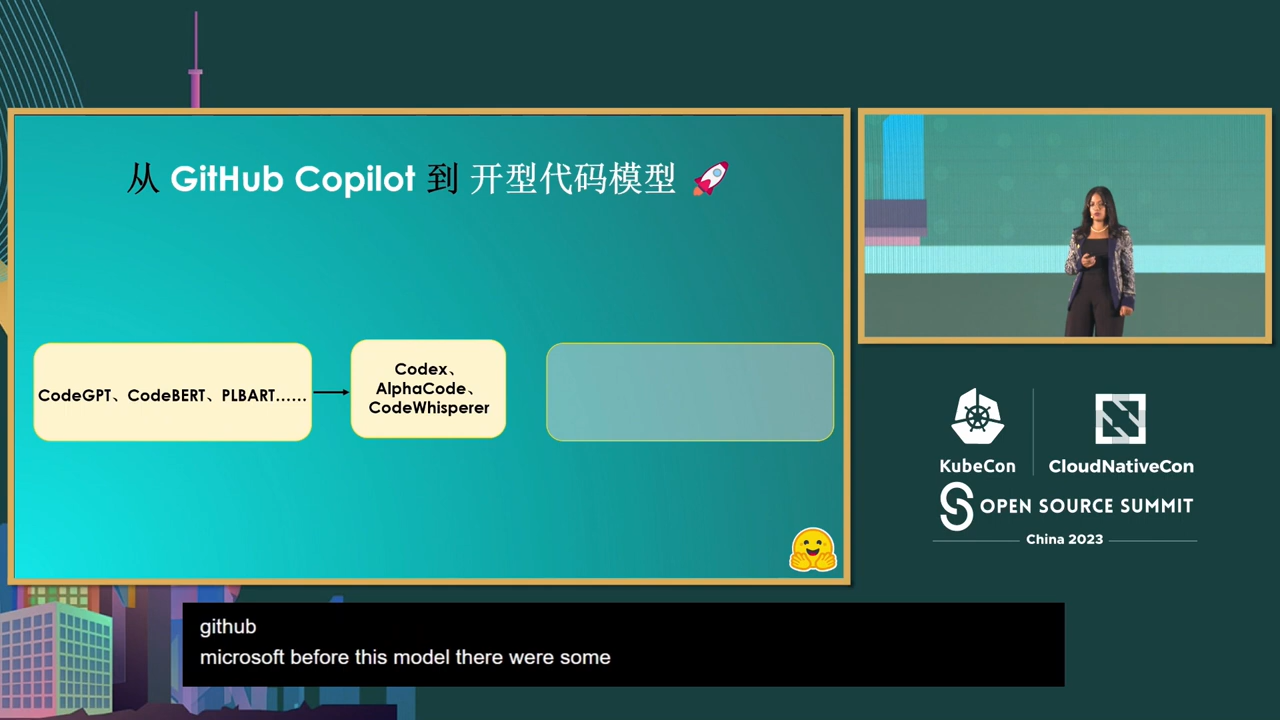 从 GitHub Copilot 到 开型代码模型
CodeGPT、CodeBERT、PLBART……
Codex、
AlphaCode、
CodeWhisperer
KubeCon
CloudNativeCon
OPEN SOURCE SUMMIT
China 2023
github
microsoft before this model there were some